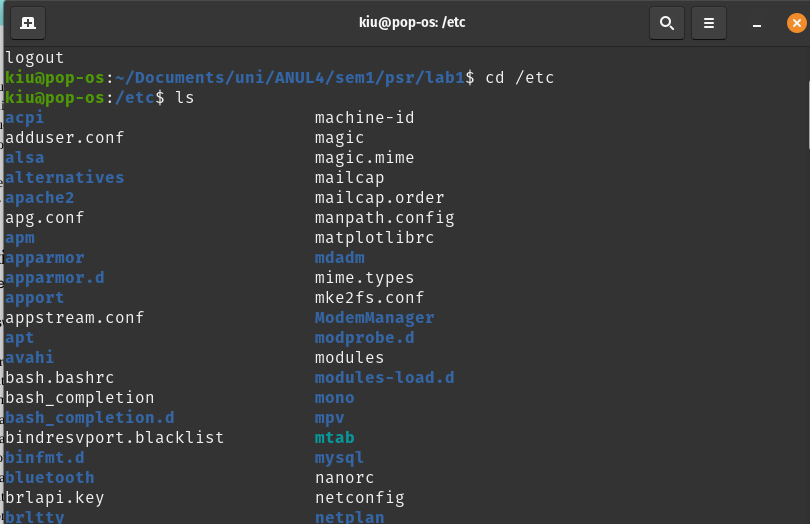 kiu@pop-os: /etc
logout
kiu@pop-os:~/Documents/uni/ANUL4/sem1/psr/lab1$ cd /etc
kiu@pop-os:/etc$ ls
acpi machine-id
adduser.conf magic
alsa magic.mime
alternatives mailcap
apache2 mailcap.order
apg.conf manpath.config
apm matplotlibrc
apparmor mdadm
apparmor.d mime.types
apport mke2fs.conf
appstream.conf ModemManager
apt modprobe.d
avahi modules
bash.bashrc modules-load.d
bash_completion mono
bash_completion.d mpv
bindresvport.blacklist mtab
binfmt.d mysql
bluetooth nanorc
brlapi.key netconfig
brltty netplan